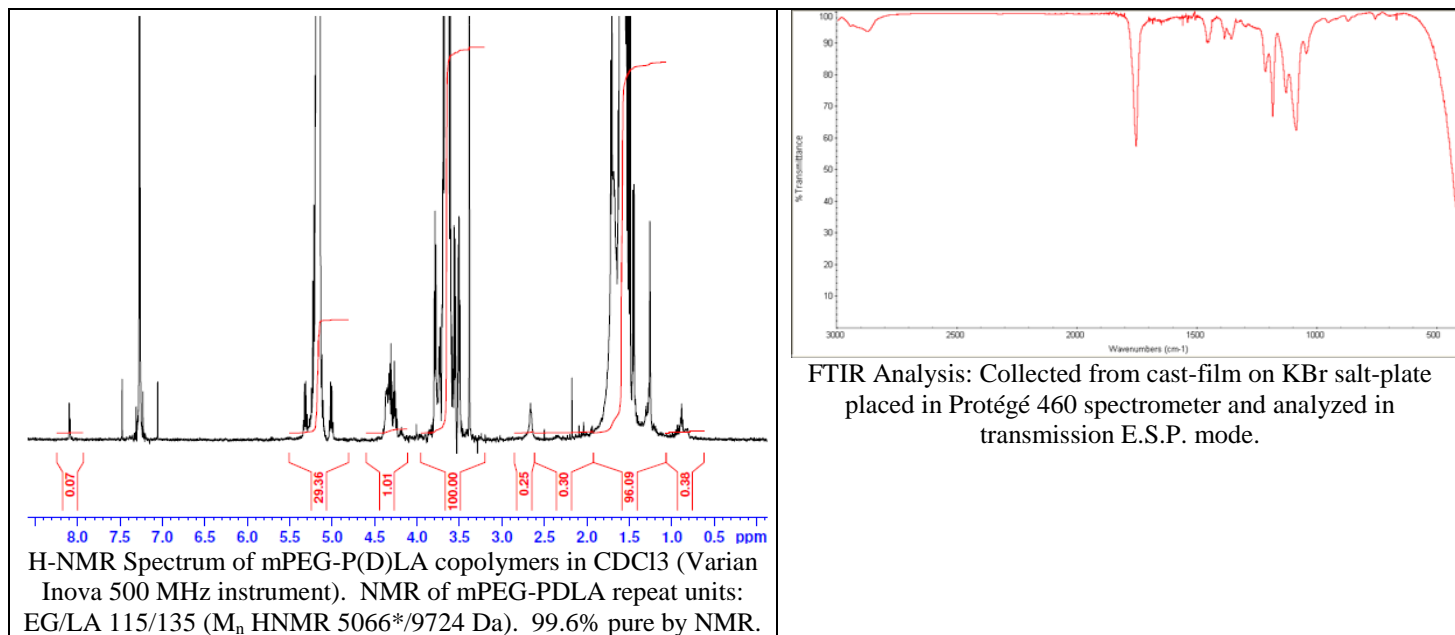 0.07
29.36
1.01
100.00
0.25
0.30
96.09
0.38
8.0 7.5 7.0 6.5 6.0 5.5 5.0 4.5 4.0 3.5 3.0 2.5 2.0 1.5 1.0 0.5 ppm
H-NMR Spectrum of mPEG-P(D)LA copolymers in CDCl3 (Varian
Inova 500 MHz instrument). NMR of mPEG-PDLA repeat units:
EG/LA 115/135 (Mn HNMR 5066*/9724 Da). 99.6% pure by NMR.
100
90
80
70
60
50
40
30
20
10
%Transmittance
3000 2500 2000 1500 1000 500
Wavenumbers (cm-1)
FTIR Analysis: Collected from cast-film on KBr salt-plate
placed in Protégé 460 spectrometer and analyzed in
transmission E.S.P. mode.